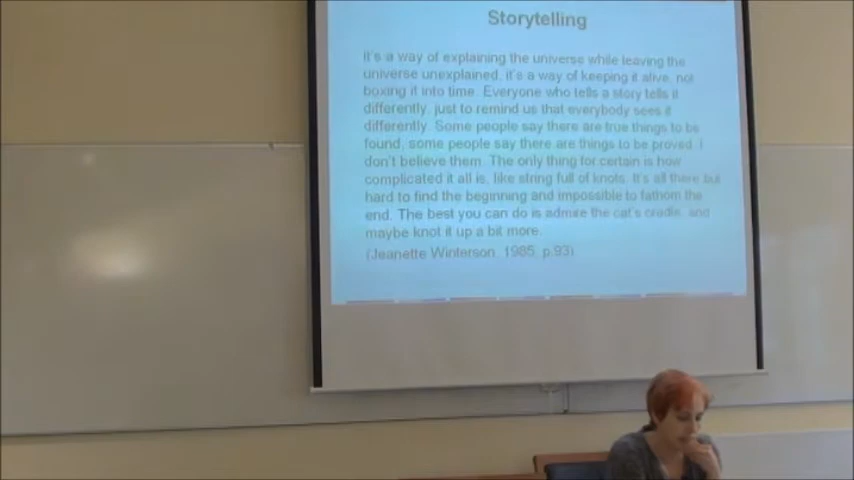 Storytelling
It's a way of explaining the universe while leaving the
universe unexplained, it's a way of keeping it alive, not
boxing it into time. Everyone who tells a story tells it
differently, just to remind us that everybody sees it
differently. Some people say there are true things to be
found, some people say there are things to be proved. I
don't believe them. The only thing for certain is how
complicated it all is, like string full of knots. It's all there but
hard to find the beginning and impossible to fathom the
end. The best you can do is admire the cat's cradle, and
maybe knot it up a bit more.
(Jeanette Winterson, 1985, p.93)